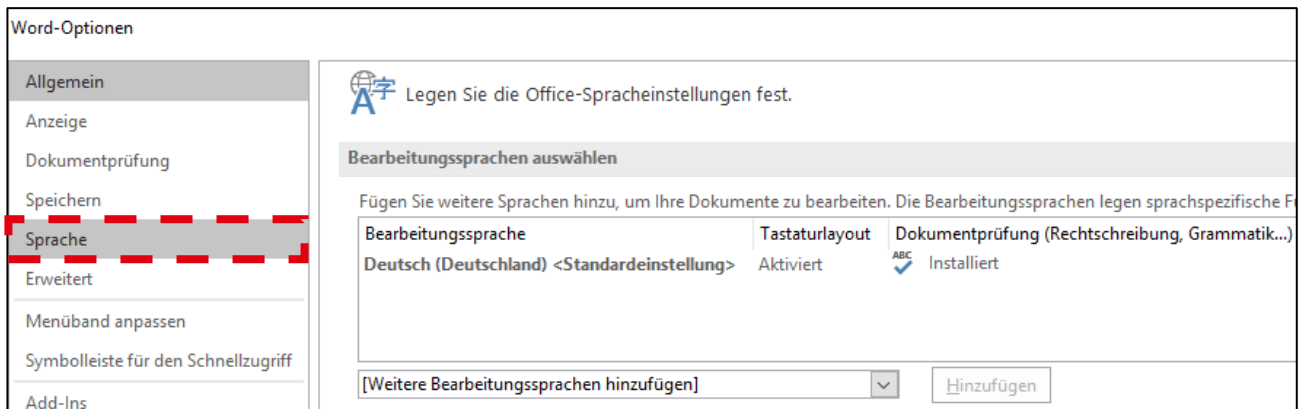 Word-Optionen
Allgemein
Anzeige
Dokumentprüfung
Speichern
Sprache
Erweitert
Menüband anpassen
Symbolleiste für den Schnellzugriff
Add-Ins
A字 Legen Sie die Office-Spracheinstellungen fest.
Bearbeitungssprachen auswählen
Fügen Sie weitere Sprachen hinzu, um Ihre Dokumente zu bearbeiten. Die Bearbeitungssprachen legen sprachspezifische
Bearbeitungssprache Tastaturlayout Dokumentprüfung (Rechtschreibung, Grammatik...)
Deutsch (Deutschland) <Standardeinstellung> Aktiviert ABC Installiert
[Weitere Bearbeitungssprachen hinzufügen] Hinzufügen